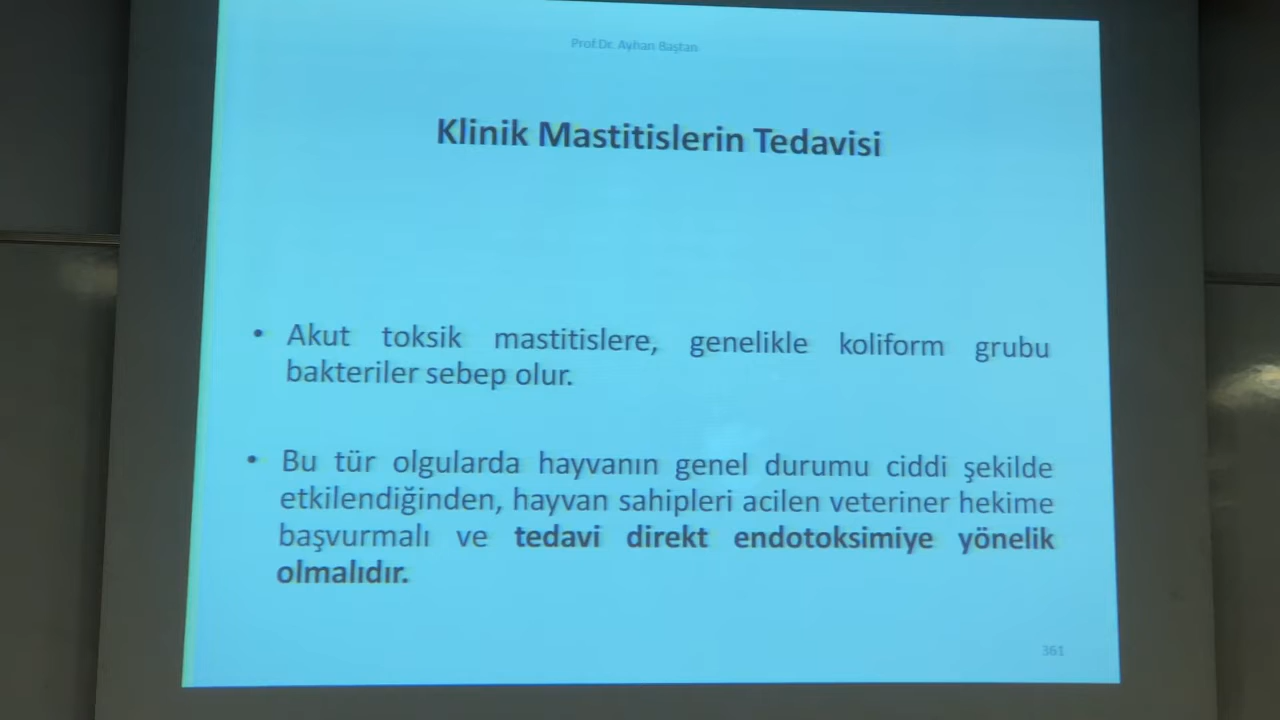 Prof.Dr. Ayhan Baştan
Klinik Mastitislerin Tedavisi
• Akut toksik mastitislere, genelikle koliform grubu
bakteriler sebep olur.
• Bu tür olgularda hayvanın genel durumu ciddi şekilde
etkilendiğinden, hayvan sahipleri acilen veteriner hekime
başvurmalı ve tedavi direkt endotoksimiye yönelik
olmalıdır.
361